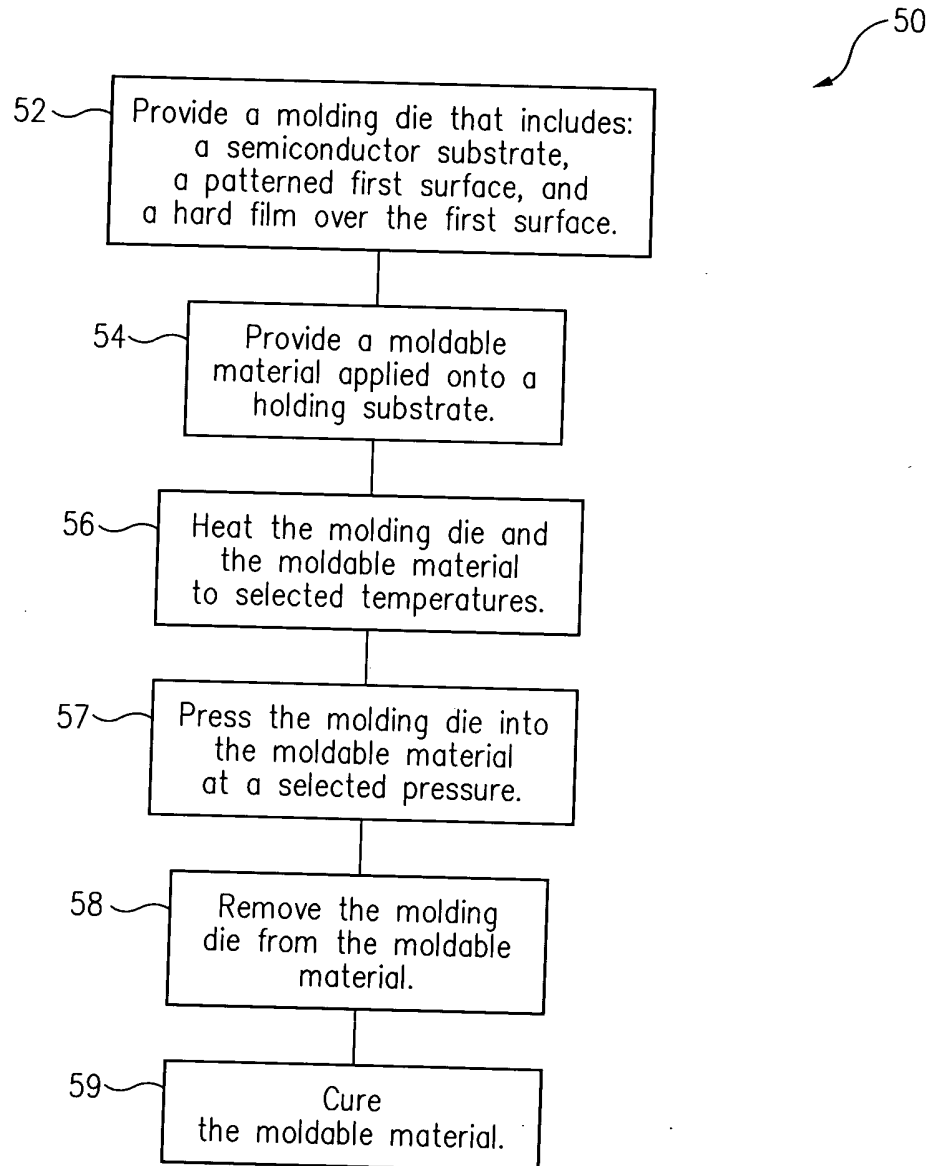 50
52
Provide a molding die that includes:
a semiconductor substrate,
a patterned first surface, and
a hard film over the first surface.
54
Provide a moldable
material applied onto a
holding substrate.
56
Heat the molding die and
the moldable material
to selected temperatures.
57
Press the molding die into
the moldable material
at a selected pressure.
58
Remove the molding
die from the moldable
material.
59
Cure
the moldable material.